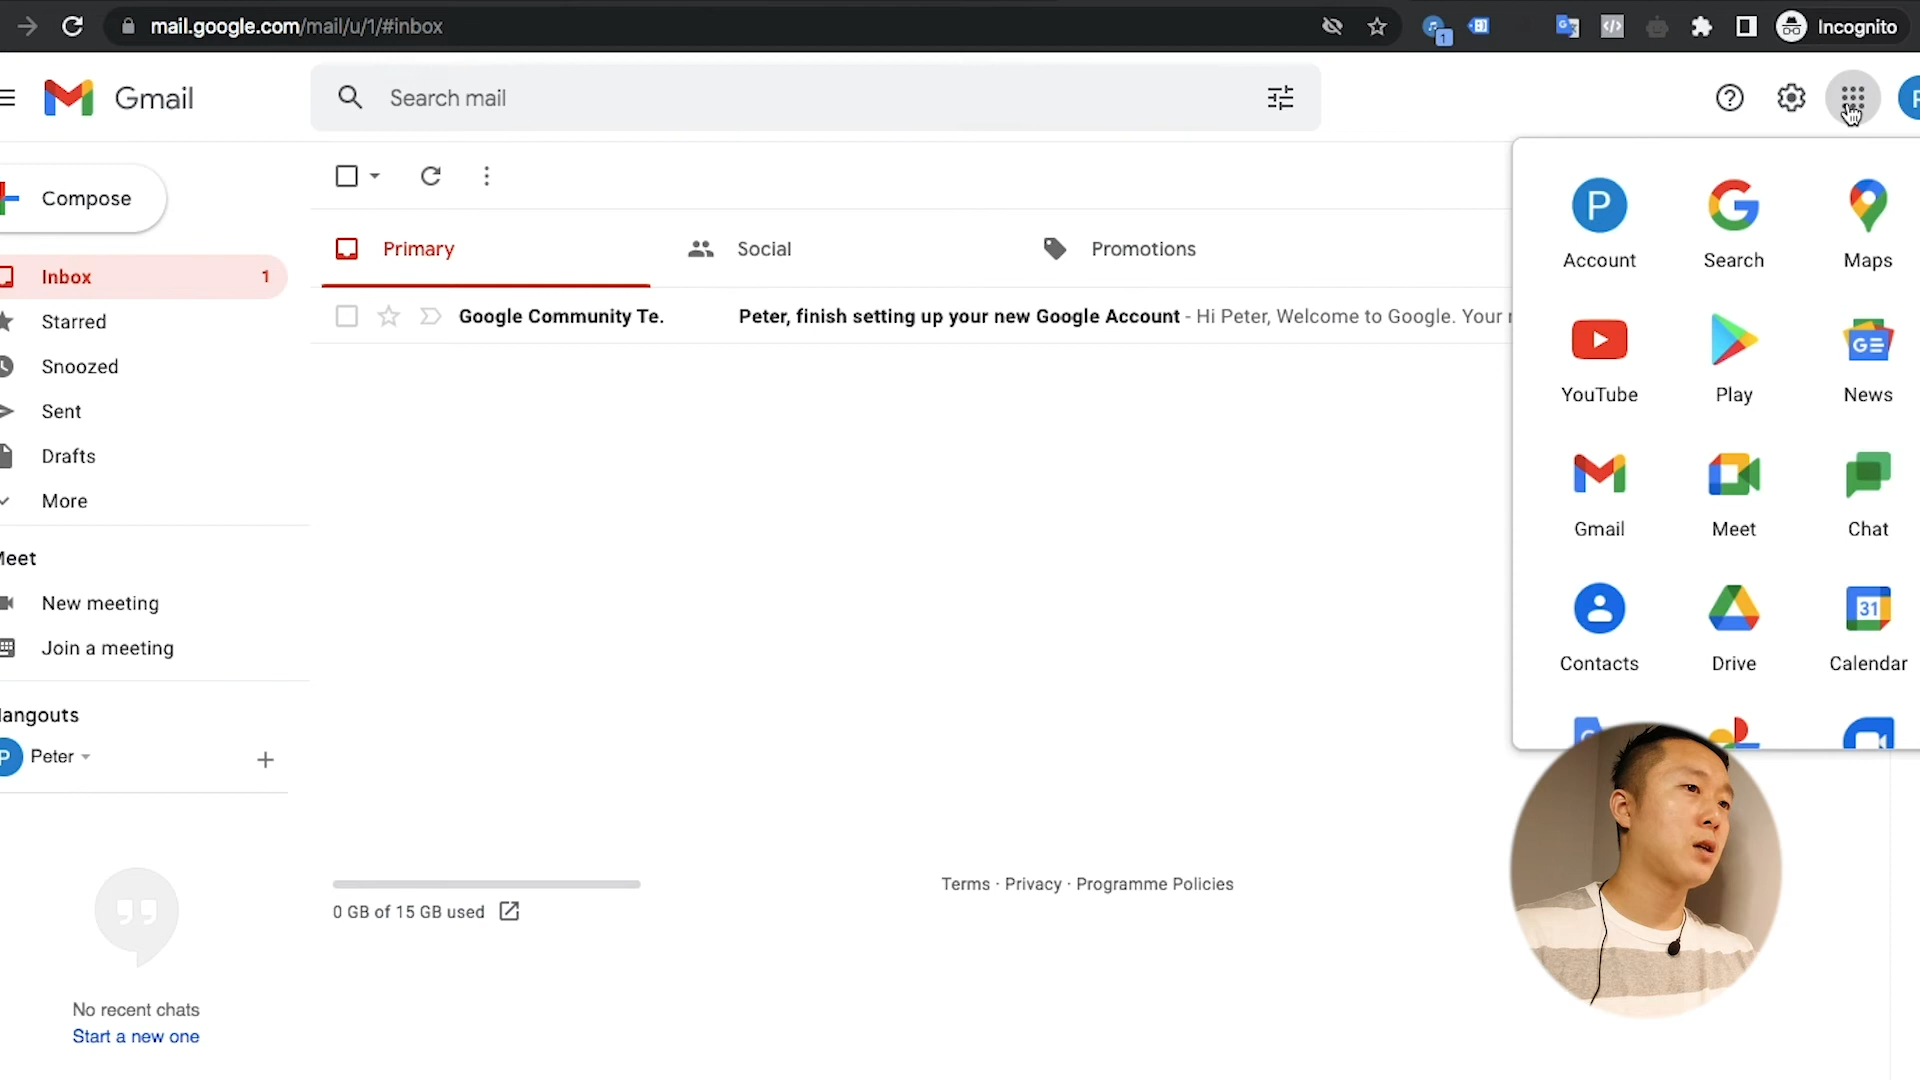 mail.google.com/mail/u/1/#inbox
1
Incognito
Gmail
Search mail
Compose
Inbox 1
Starred
Snoozed
Sent
Drafts
More
New meeting
Join a meeting
Peter
No recent chats
Start a new one
Primary
Social
Promotions
Google Community Te.
Peter, finish setting up your new Google Account - Hi Peter, Welcome to Google. Your
0 GB of 15 GB used
Terms · Privacy · Programme Policies
P
Account
Search
Maps
YouTube
Play
GE
News
Gmail
Meet
Chat
Contacts
Drive
31
Calendar